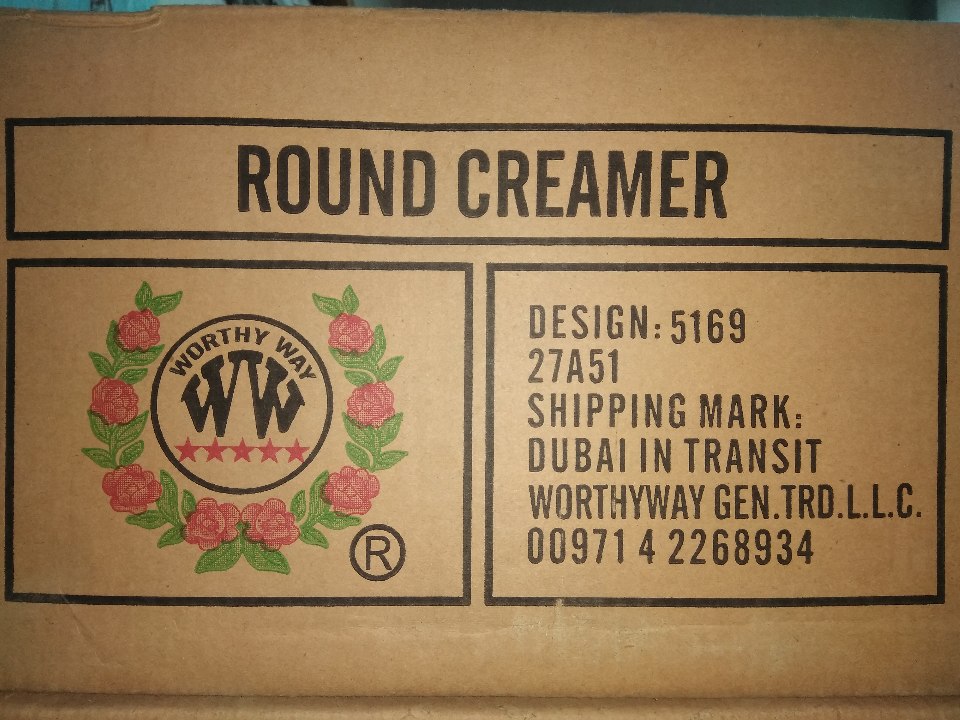 ROUND CREAMER
WORTHY WAY
WW
®
DESIGN: 5169
27A51
SHIPPING MARK:
DUBAI IN TRANSIT
WORTHYWAY GEN.TRD.L.L.C.
00971 4 2268934